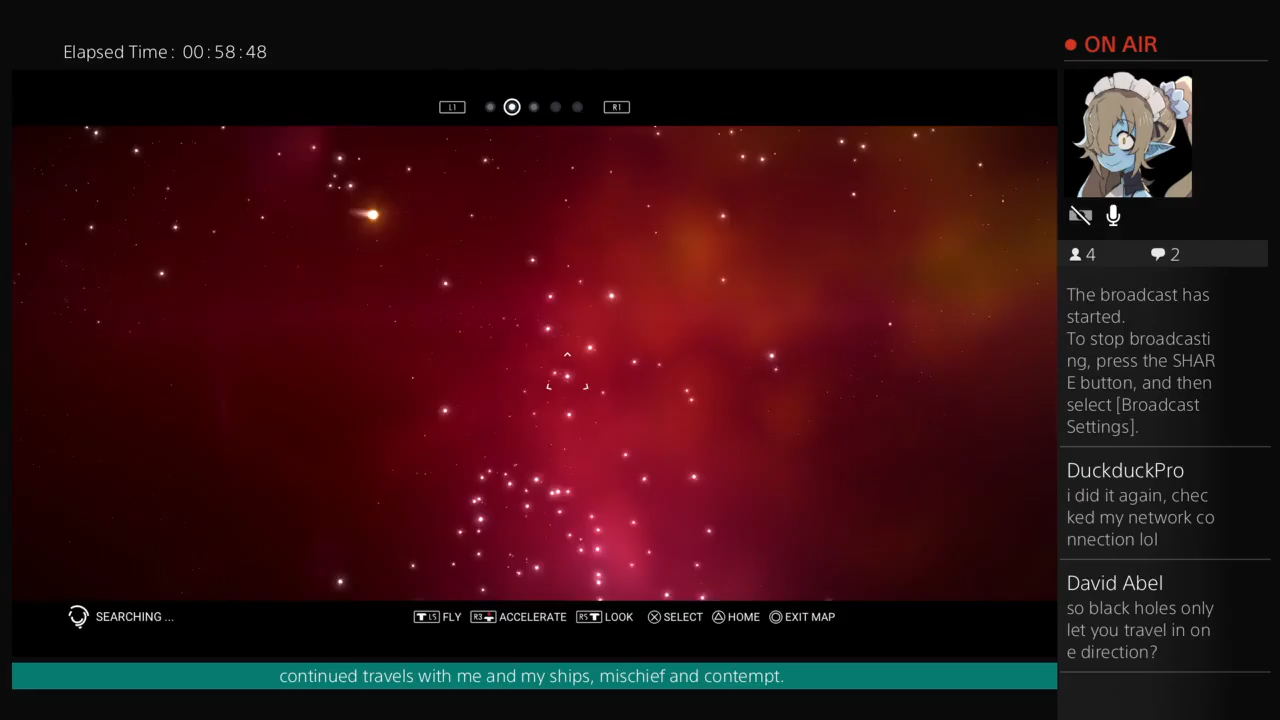 Elapsed Time: 00:58:48
ON AIR
L1
R1
4
2
The broadcast has
started.
To stop broadcasti
ng, press the SHAR
E button, and then
select [Broadcast
Settings].
DuckduckPro
i did it again, chec
ked my network co
nnection lol
David Abel
so black holes only
let you travel in on
e direction?
SEARCHING ...
LS FLY R3 ACCELERATE RS LOOK SELECT HOME EXIT MAP
continued travels with me and my ships, mischief and contempt.